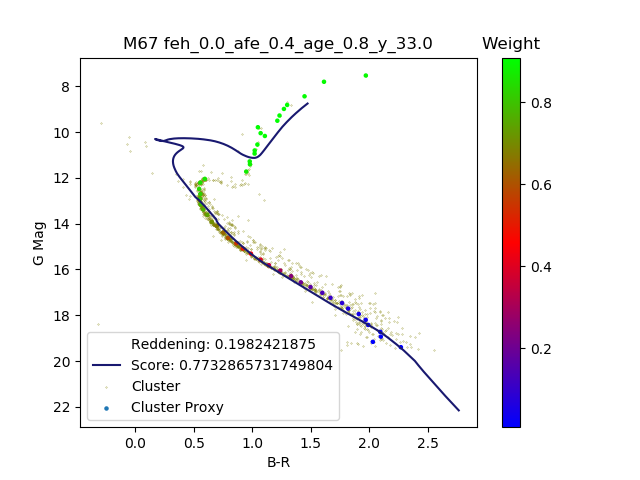 M67 feh_0.0_afe_0.4_age_0.8_y_33.0
Weight
8
10
12
14
16
18
20
22
G Mag
0.0
0.5
1.0
1.5
2.0
2.5
B-R
Reddening: 0.1982421875
Score: 0.7732865731749804
Cluster
Cluster Proxy
0.8
0.6
0.4
0.2